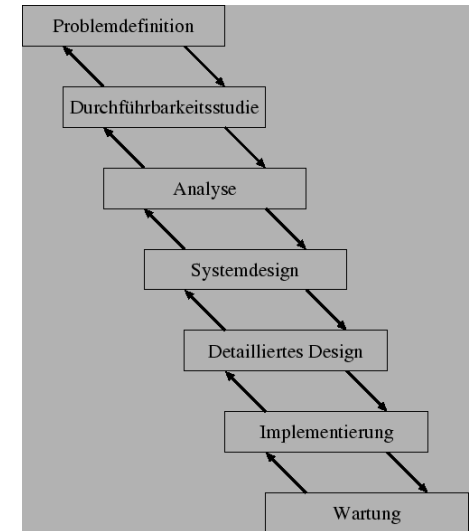 Problemdefinition
Durchführbarkeitsstudie
Analyse
Systemdesign
Detailliertes Design
Implementierung
Wartung